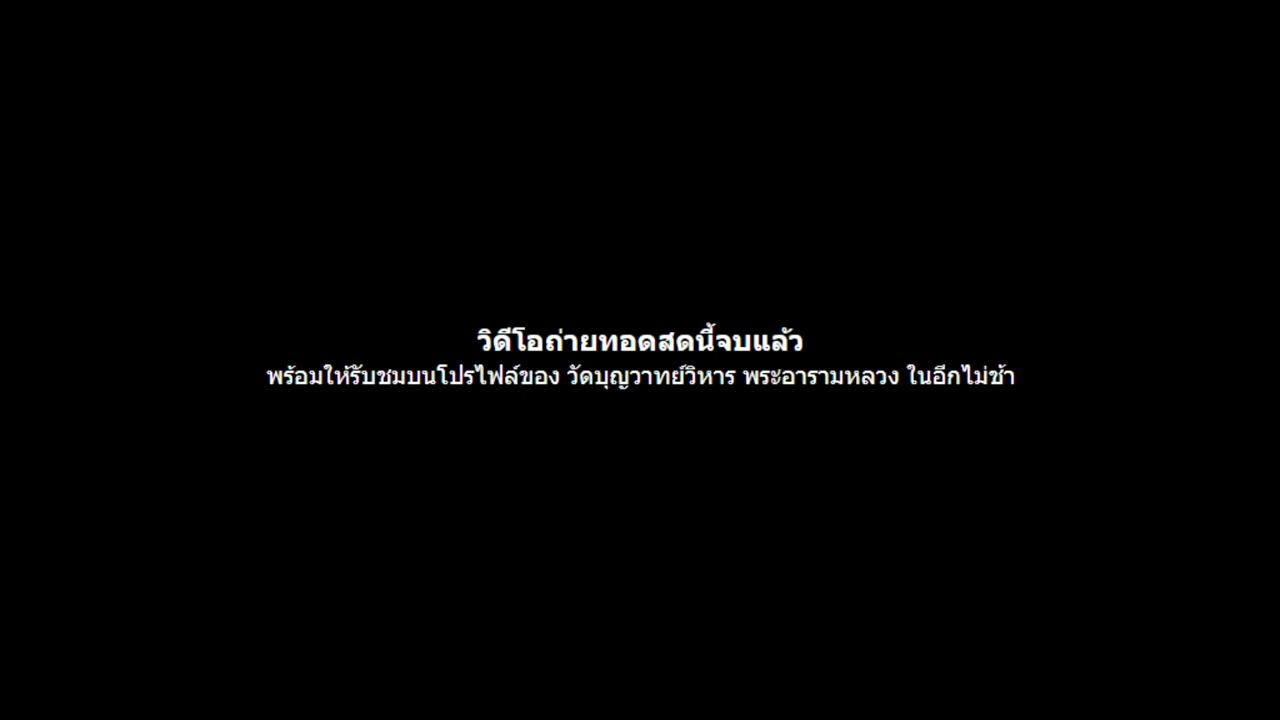 วิดีโอถ่ายทอดสดนี้จบแล้ว
พร้อมให้รับชมบนโปรไฟล์ของ วัดบุญวาทย์วิหาร พระอารามหลวง ในอีกไม่ช้า